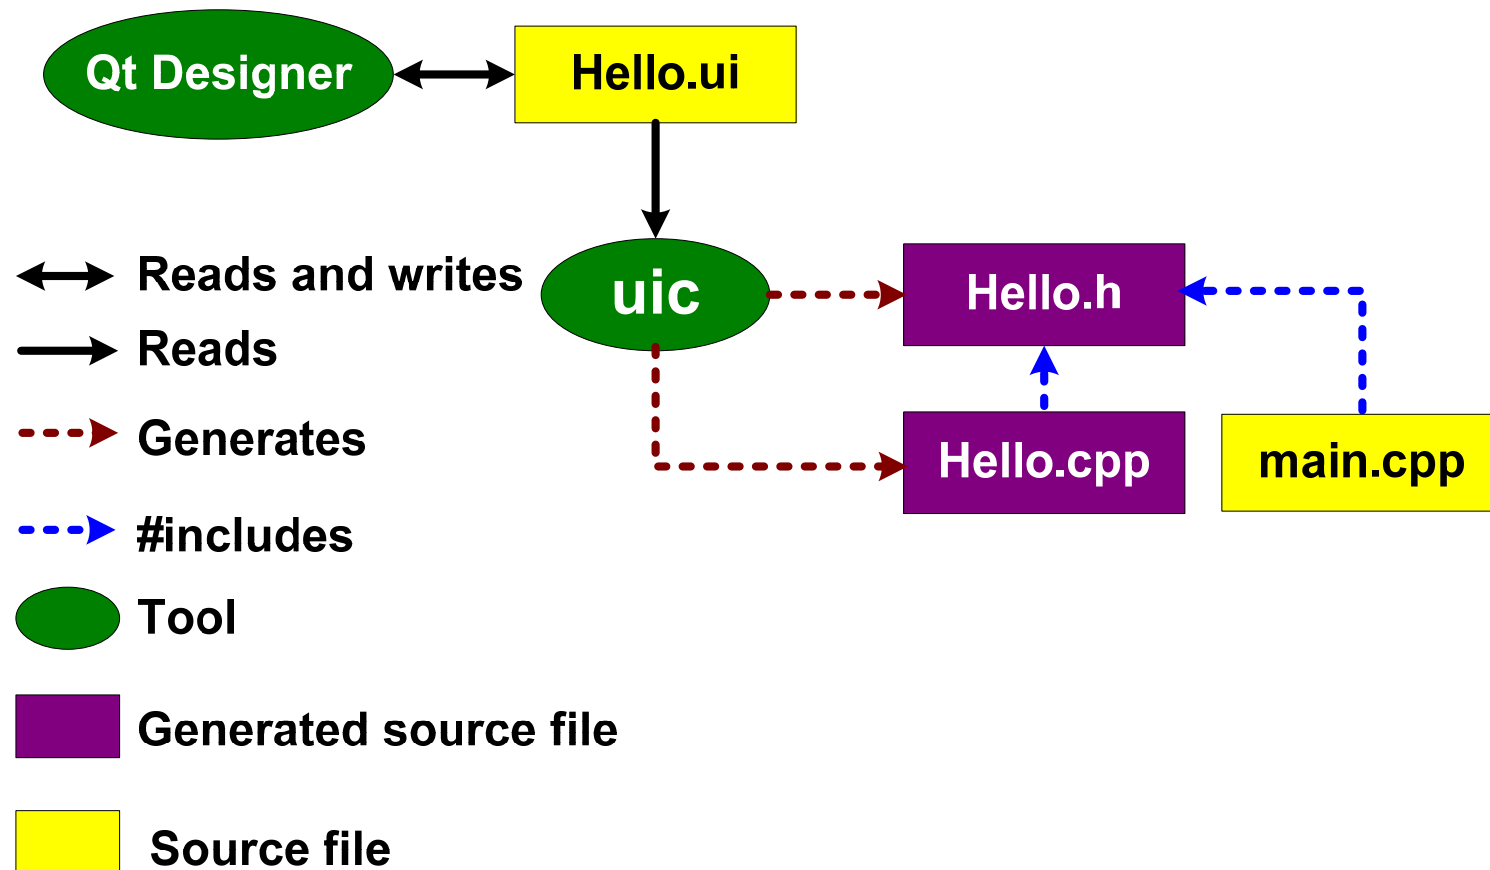 Qt Designer
Hello.ui
Reads and writes
uic
Hello.h
Reads
Generates
Hello.cpp
main.cpp
#includes
Tool
Generated source file
Source file